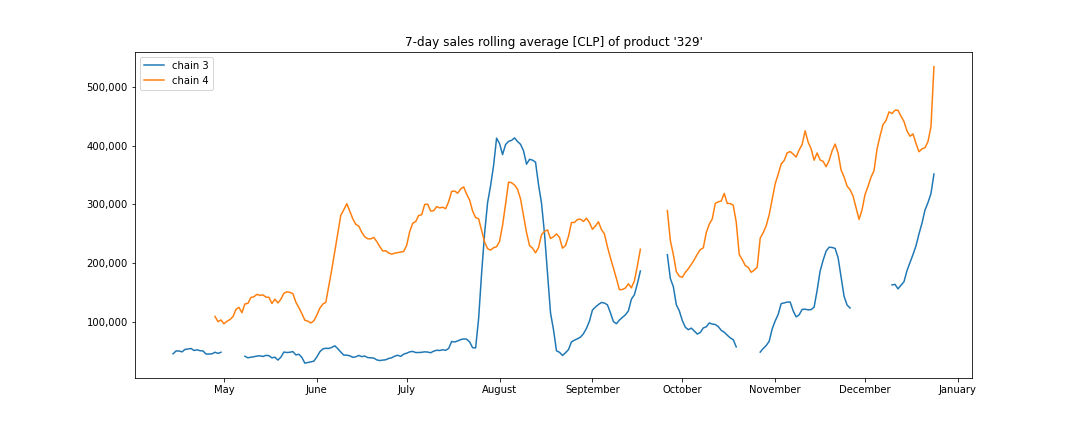 7-day sales rolling average [CLP] of product '329'
chain 3
chain 4
500,000
400,000
300,000
200,000
100,000
May June July August September October November December January